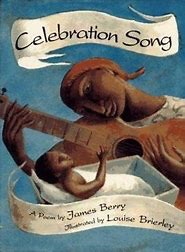 Celebration Song
A Poem by James Berry
Illustrated by Louise Brierley